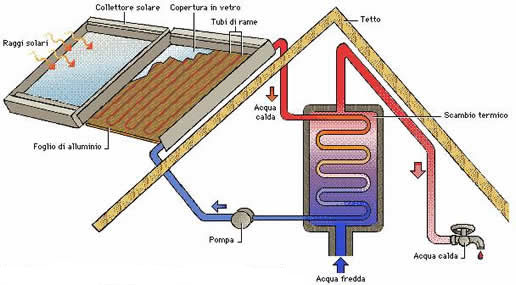 Collettore solare
Copertura in vetro
Tubi di rame
Tetto
Raggi solari
Acqua
calda
Scambio termico
Foglio di alluminio
Pompa
Acqua calda
Acqua fredda